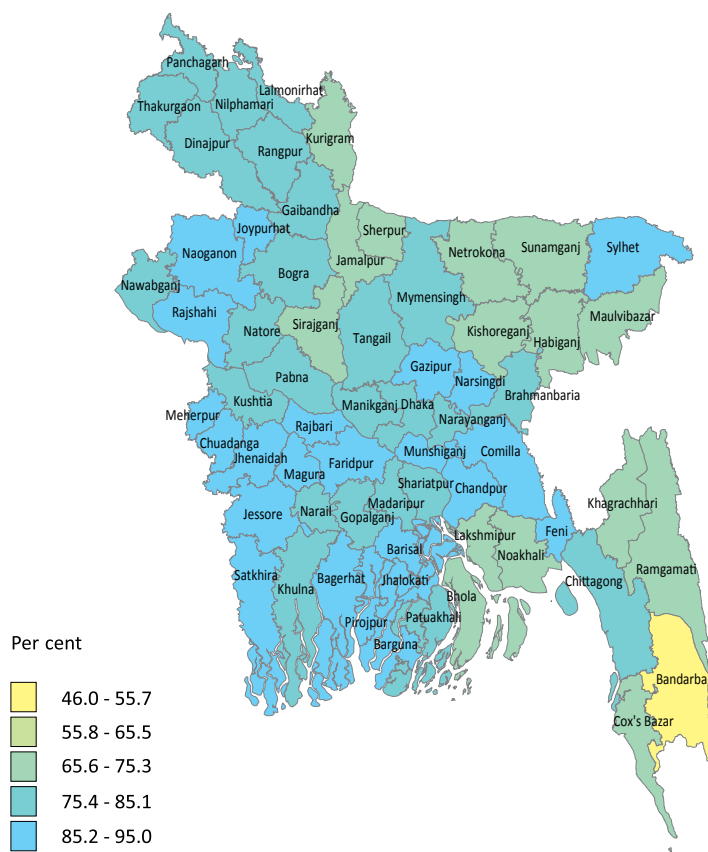 Panchagarh
Lalmonirhat
Thakurgaon
Nilphamari
Kurigram
Dinajpur
Rangpur
Gaibandha
Joypurhat
Sherpur
Naoganon
Jamalpur
Netrokona
Sunamganj
Sylhet
Bogra
Nawabganj
Mymensingh
Rajshahi
Sirajganj
Maulvibazar
Natore
Tangail
Kishoreganj
Habiganj
Gazipur
Pabna
Narsingdi
Brahmanbaria
Kushtia
Manikganj
Dhaka
Meherpur
Narayanganj
Rajbari
Chuadanga
Jhenaidah
Munshiganj
Comilla
Faridpur
Magura
Shariatpur
Chandpur
Madaripur
Khagrachhari
Jessore
Narail
Gopalganj
Lakshmipur
Feni
Barisal
Noakhali
Ramgamati
Satkhira
Khulna
Bagerhat
Jhalokati
Chittagong
Bhola
Pirojpur
Patuakhali
Barguna
Bandarba
Cox's Bazar
Per cent
46.0 - 55.7
55.8 - 65.5
65.6 - 75.3
75.4 - 85.1
85.2 - 95.0